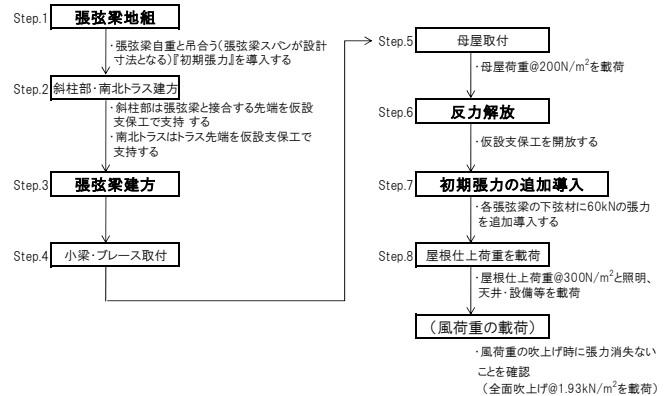 Step.1
張弦梁地組
・張弦梁自重と吊合う(張弦梁スパンが設計
寸法となる)『初期張力』を導入する
Step.2
斜柱部・南北トラス建方
・斜柱部は張弦梁と接合する先端を仮設
支保工で支持 する
・南北トラスはトラス先端を仮設支保工で
支持する
Step.3
張弦梁建方
Step.4
小梁・ブレース取付
Step.5
母屋取付
・母屋荷重@200N/m²を載荷
Step.6
反力解放
・仮設支保工を開放する
Step.7
初期張力の追加導入
・各張弦梁の下弦材に60kNの張力
を追加導入する
Step.8
屋根仕上荷重を載荷
・屋根仕上荷重@300N/m²と照明、
天井・設備等を載荷
(風荷重の載荷)
・風荷重の吹上げ時に張力消失ない
ことを確認
(全面吹上げ@1.93kN/m²を載荷)